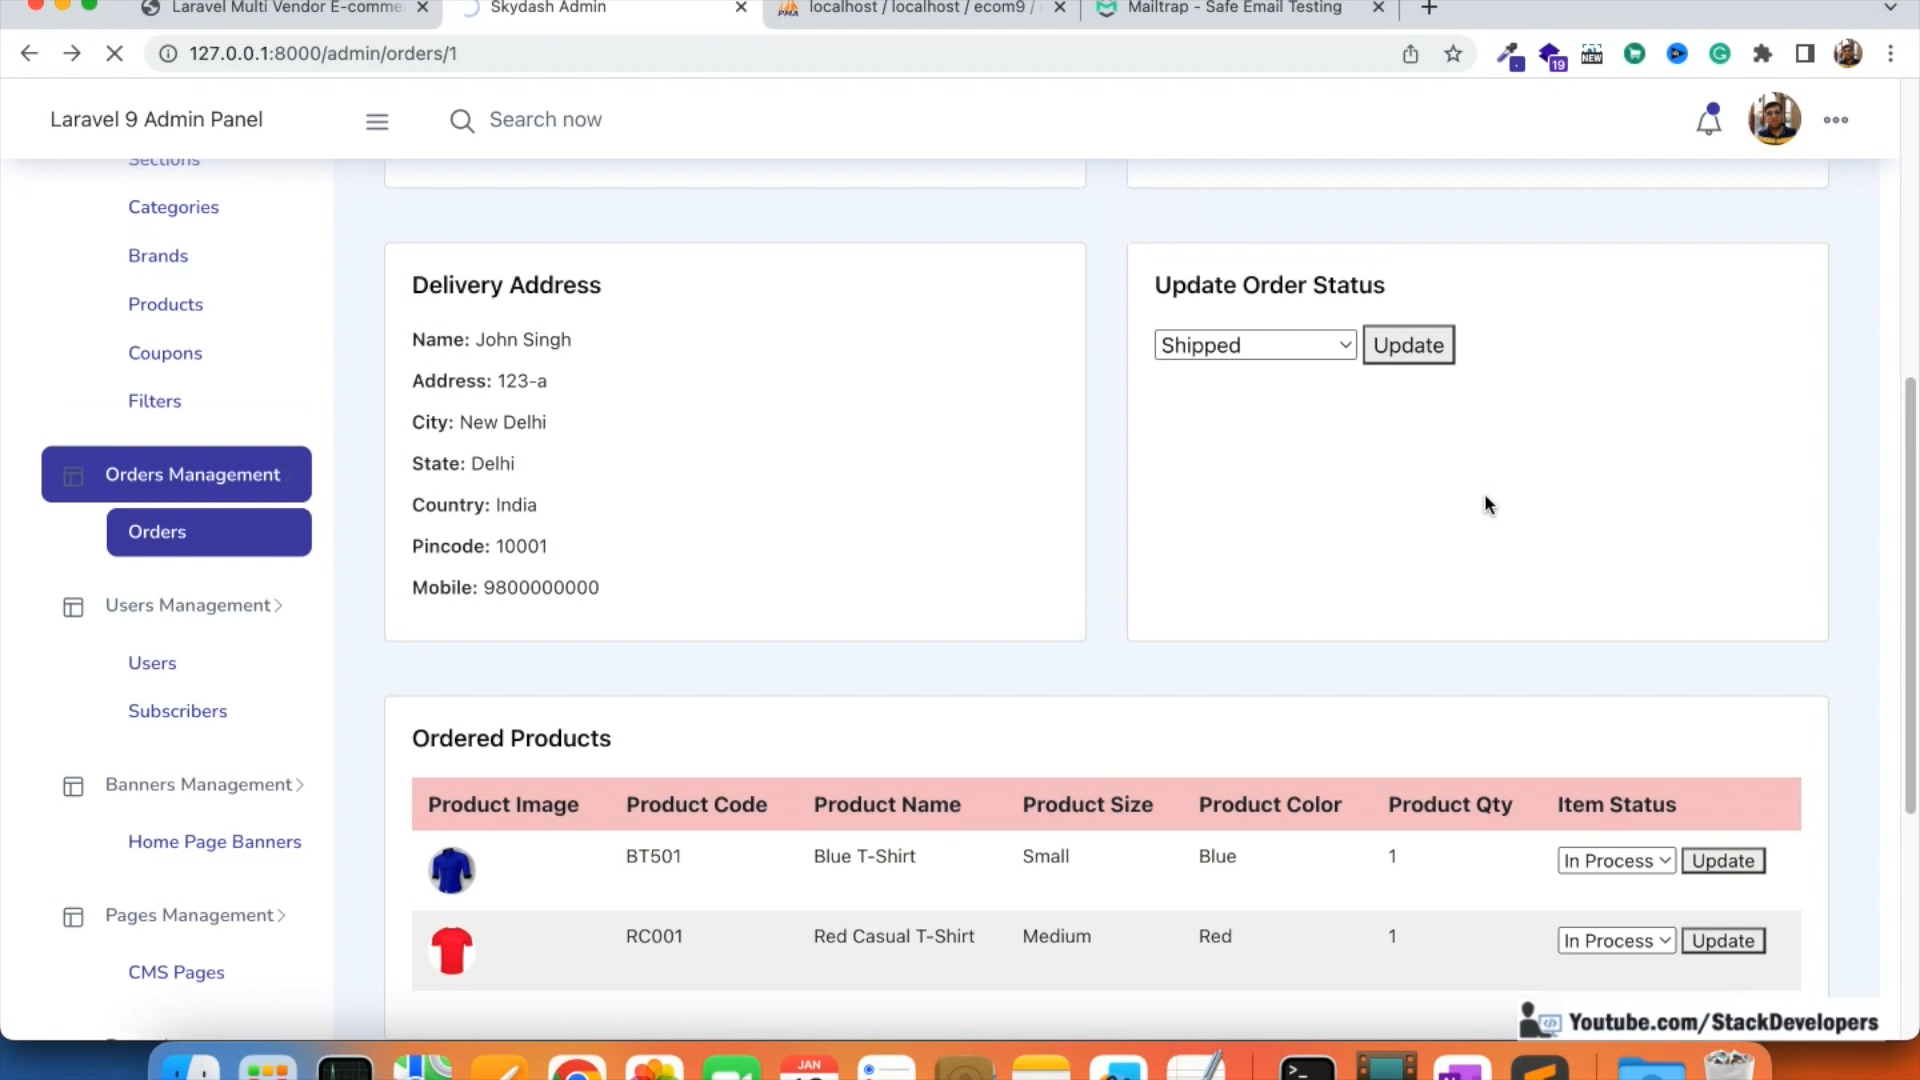 Laravel Multi Vendor E-comme
Skydash Admin
localhost / localhost / ecom9 /
Mailtrap - Safe Email Testing
127.0.0.1:8000/admin/orders/1
19
NEW
Laravel 9 Admin Panel
Search now
Sections
Categories
Brands
Products
Coupons
Filters
Orders Management
Orders
Users Management
Users
Subscribers
Banners Management
Home Page Banners
Pages Management
CMS Pages
Delivery Address
Name: John Singh
Address: 123-a
City: New Delhi
State: Delhi
Country: India
Pincode: 10001
Mobile: 9800000000
Update Order Status
Shipped Update
Ordered Products
Product Image Product Code Product Name Product Size Product Color Product Qty Item Status
BT501 Blue T-Shirt Small Blue 1 In Process Update
RC001 Red Casual T-Shirt Medium Red 1 In Process Update
Youtube.com/StackDevelopers
JAN